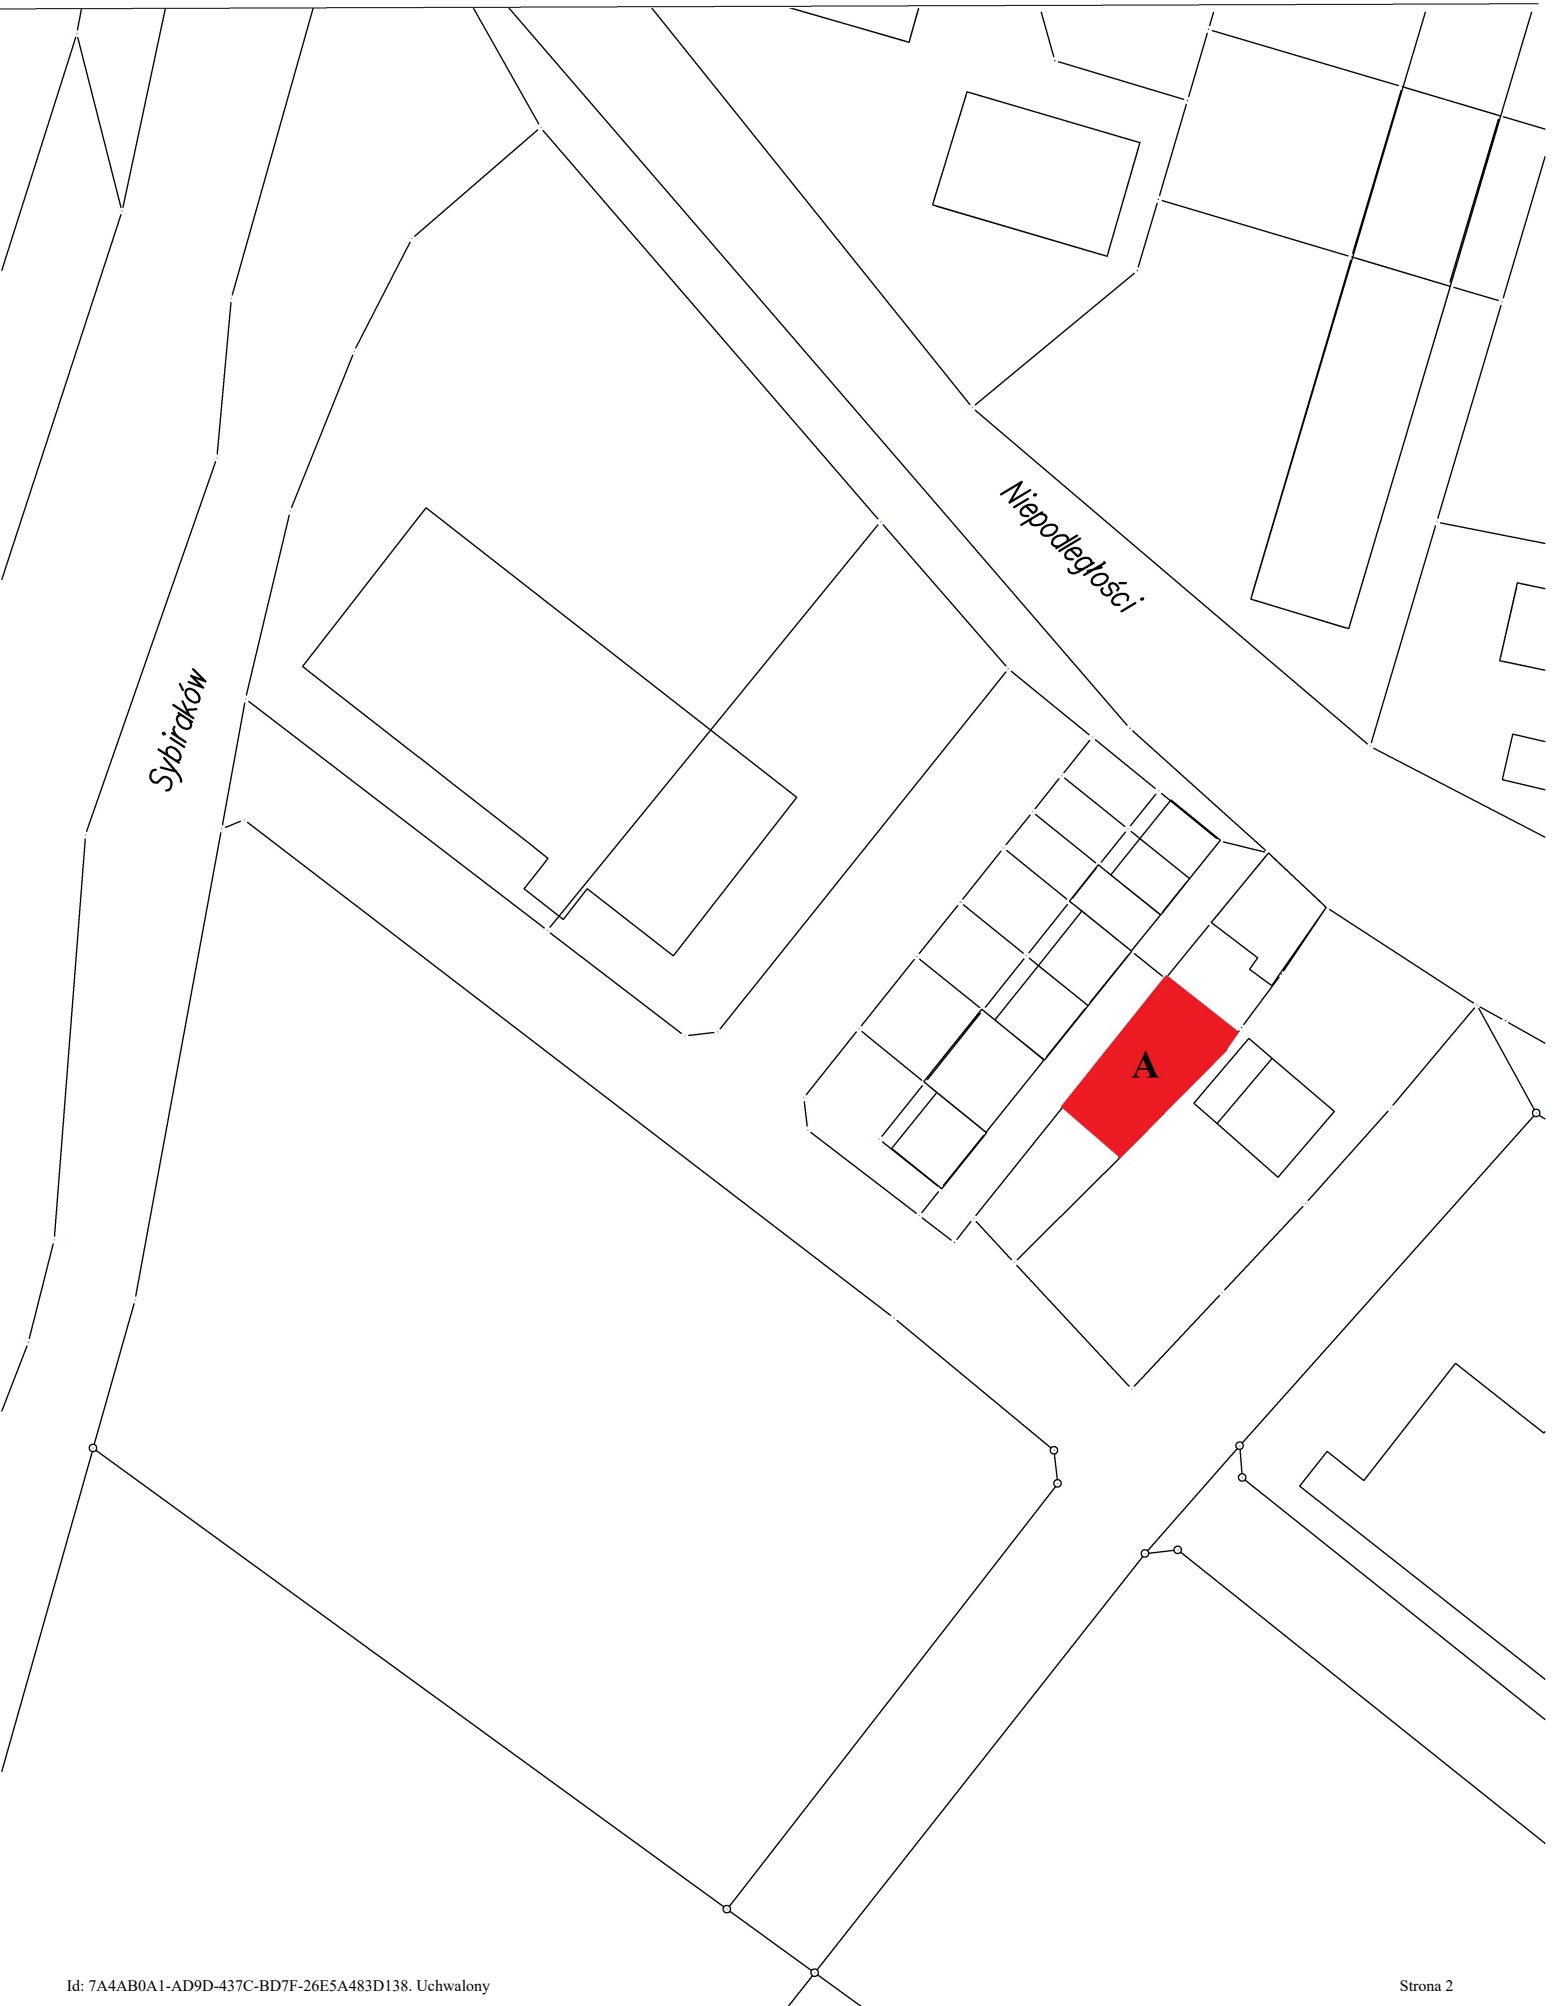 Niepodległości
Sybiraków
A
Id: 7A4AB0A1-AD9D-437C-BD7F-26E5A483D138. Uchwalony
Strona 2